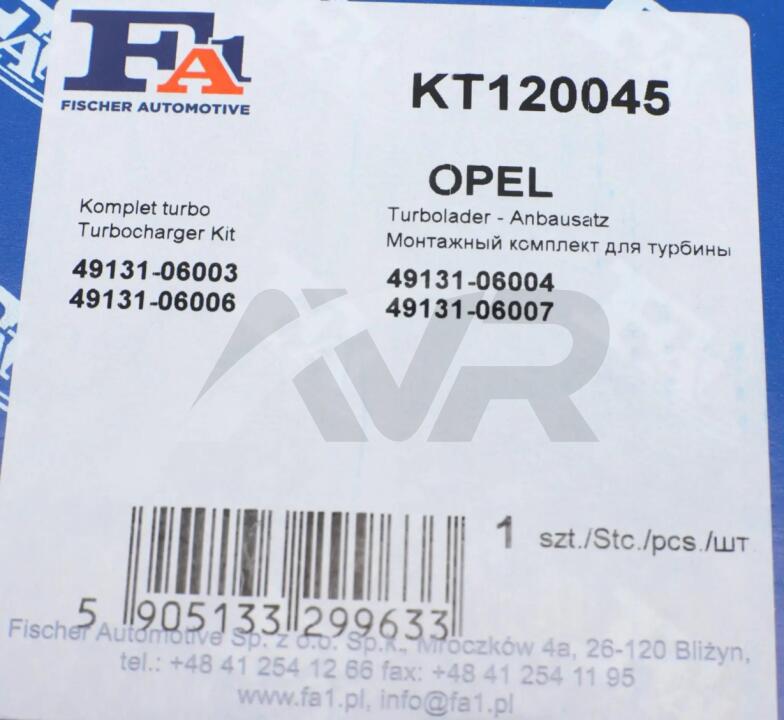 FA1
FISCHER AUTOMOTIVE
KT120045
OPEL
Komplet turbo
Turbocharger Kit
Turbolader - Anbausatz
Монтажный комплект для турбины
49131-06003
49131-06006
49131-06004
49131-06007
AVR
1 szt./Stc./pcs./шт
5 905133 299633
Fischer Automotive Sp. z o.o. Sp.k., Mroczków 4a, 26-120 Bliżyn,
tel.: +48 41 254 12 66 fax: +48 41 254 11 95
www.fa1.pl, info@fa1.pl